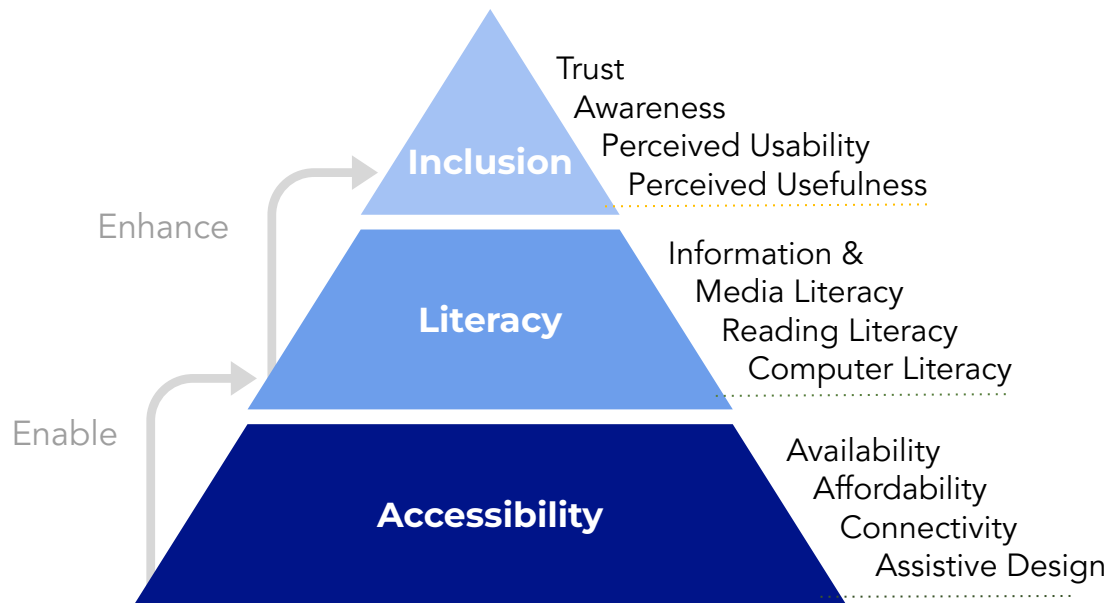 Trust
Awareness
Perceived Usability
Perceived Usefulness
Inclusion
Enhance
Information &
Media Literacy
Reading Literacy
Computer Literacy
Literacy
Enable
Availability
Affordability
Connectivity
Assistive Design
Accessibility